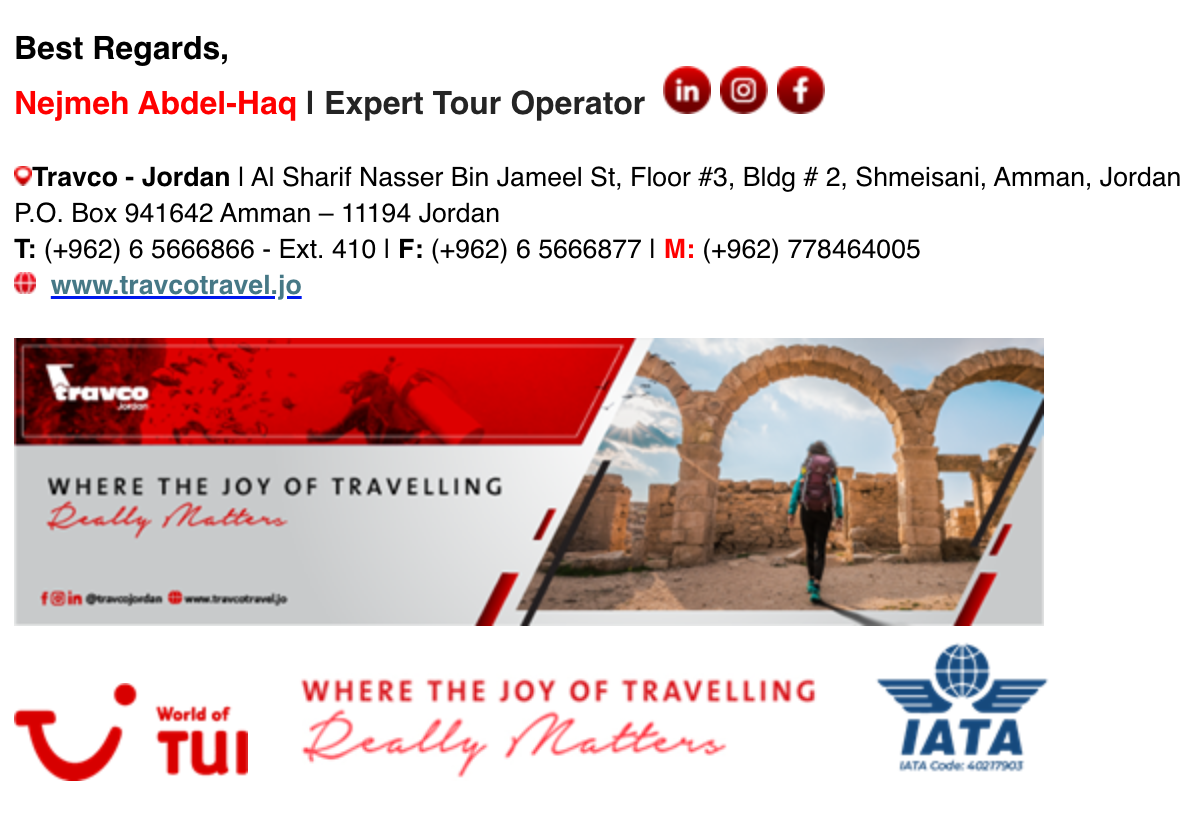 Best Regards,
Nejmeh Abdel-Haq | Expert Tour Operator
Travco - Jordan | Al Sharif Nasser Bin Jameel St, Floor #3, Bldg # 2, Shmeisani, Amman, Jordan
P.O. Box 941642 Amman – 11194 Jordan
T: (+962) 6 5666866 - Ext. 410 | F: (+962) 6 5666877 | M: (+962) 778464005
www.travcotravel.jo
travco
Jordan
WHERE THE JOY OF TRAVELLING
Really Matters
@travcojordan www.travcotravel.jo
World of
TUI
WHERE THE JOY OF TRAVELLING
Really Matters
IATA
IATA Code: 40217903